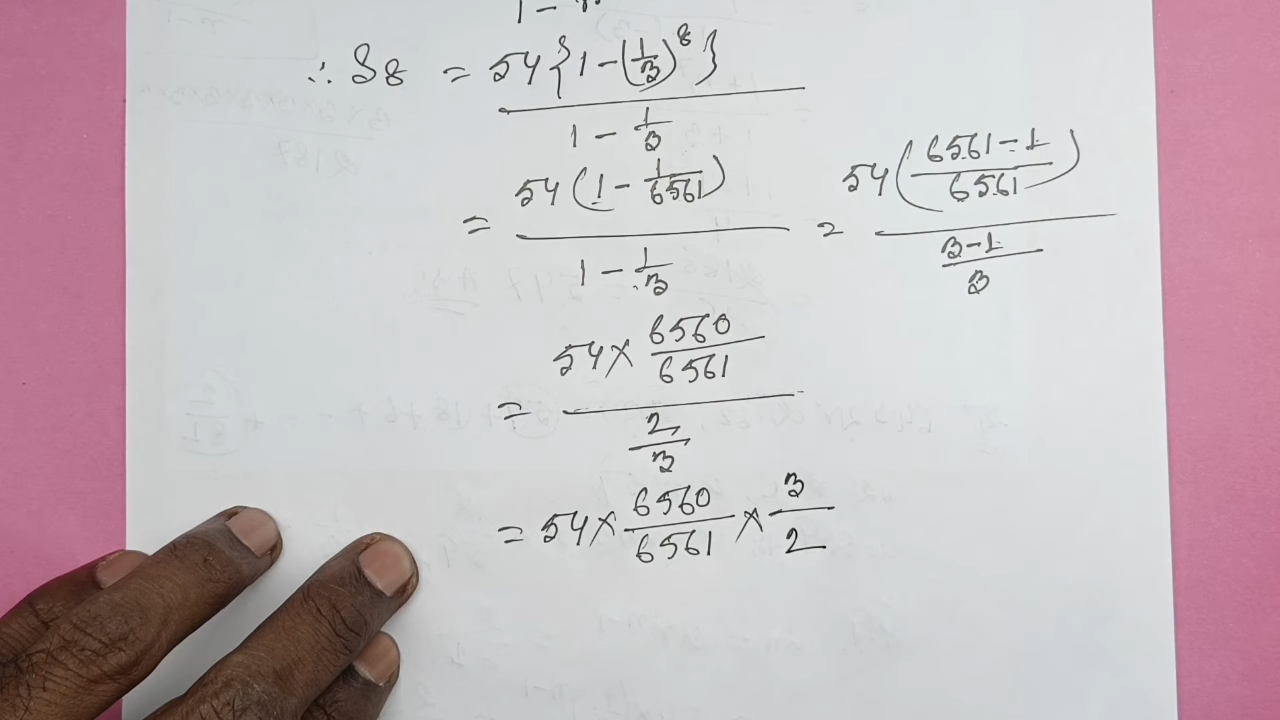 ∴ S8 = 54{1-(1/3)^8} / (1 - 1/3)
= 54(1 - 1/6561) / (1 - 1/3) = 54((6561-1)/6561) / ((3-1)/3)
= 54 × 6560/6561 / (2/3)
= 54 × 6560/6561 × 3/2